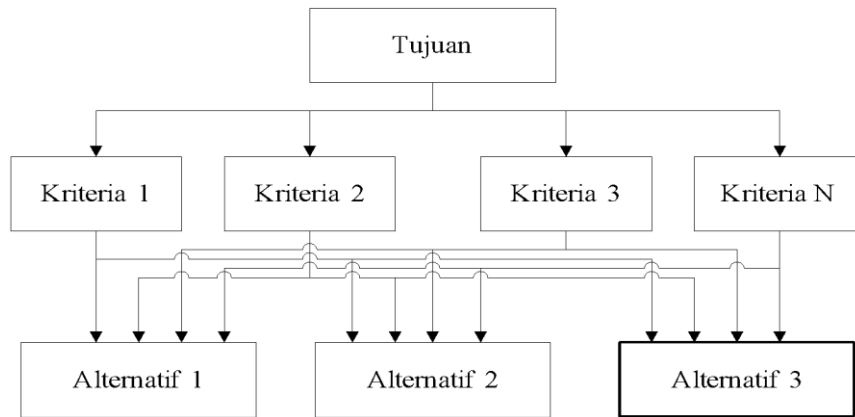 Tujuan
Kriteria 1
Kriteria 2
Kriteria 3
Kriteria N
Alternatif 1
Alternatif 2
Alternatif 3